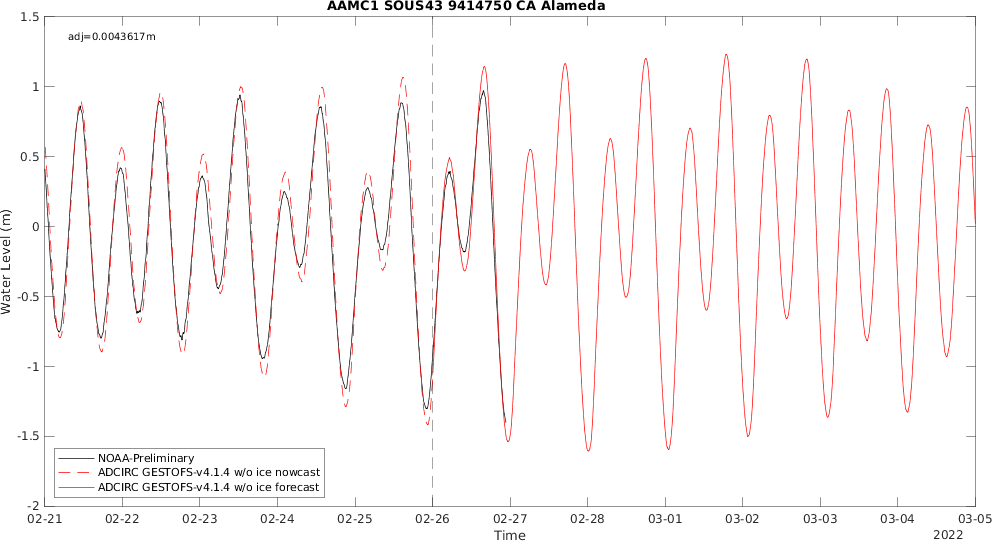 AAMC1 SOUS43 9414750 CA Alameda
adj=0.0043617m
1.5
1
0.5
0
-0.5
-1
-1.5
-2
Water Level (m)
NOAA-Preliminary
ADCIRC GESTOFS-v4.1.4 w/o ice nowcast
ADCIRC GESTOFS-v4.1.4 w/o ice forecast
02-21 02-22 02-23 02-24 02-25 02-26 02-27 02-28 03-01 03-02 03-03 03-04 03-05
Time
2022